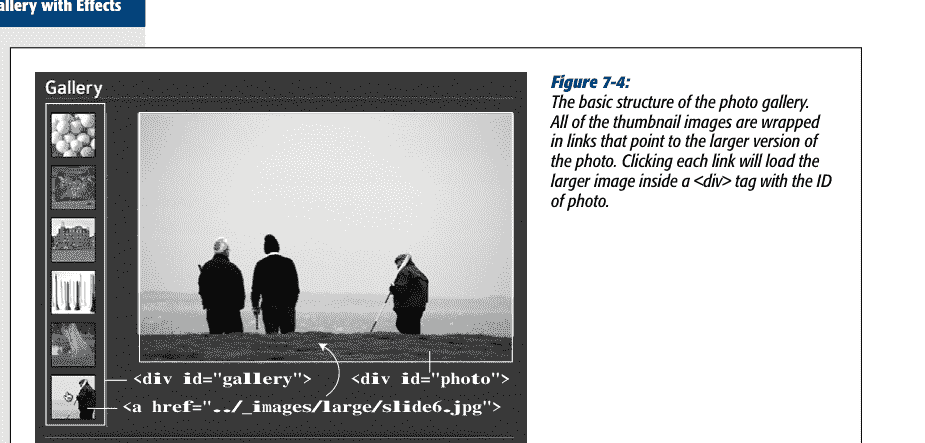 allery with Effects
Gallery
<div id="gallery">
<div id="photo">
<a href="../_images/large/slide6.jpg">
Figure 7-4:
The basic structure of the photo gallery.
All of the thumbnail images are wrapped
in links that point to the larger version of
the photo. Clicking each link will load the
larger image inside a <div> tag with the ID
of photo.